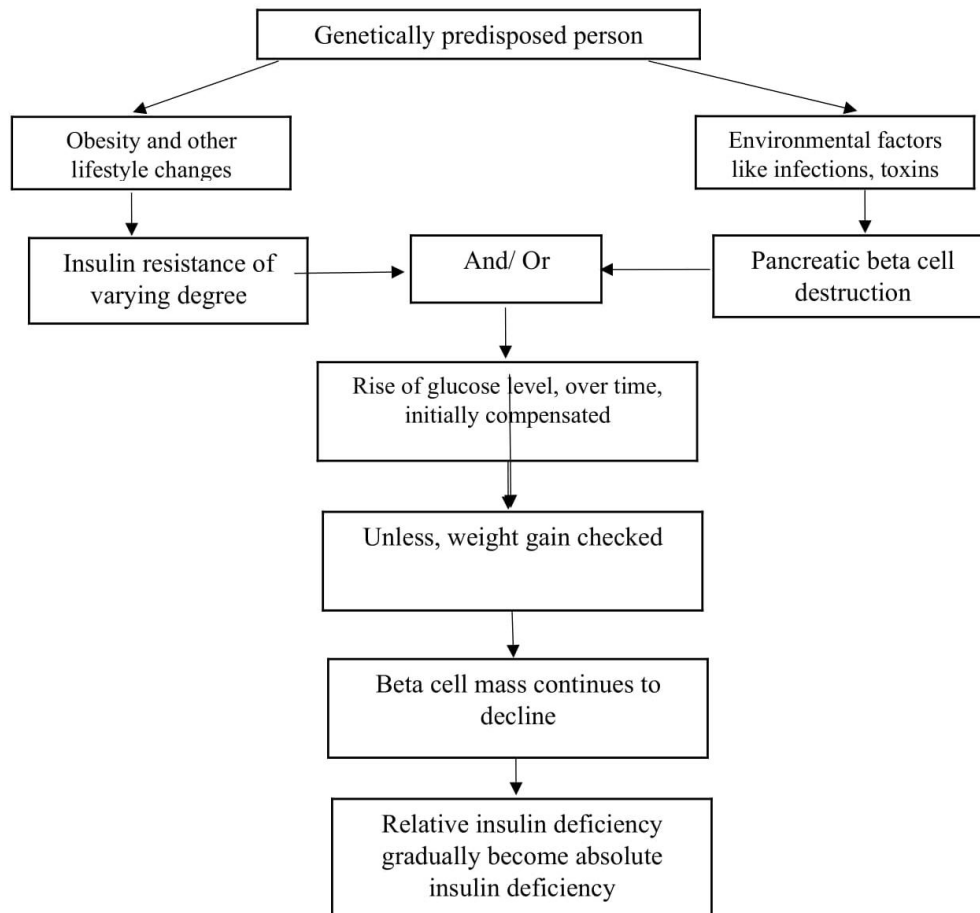 Genetically predisposed person
Obesity and other
lifestyle changes
Environmental factors
like infections, toxins
Insulin resistance of
varying degree
And/ Or
Pancreatic beta cell
destruction
Rise of glucose level, over time,
initially compensated
Unless, weight gain checked
Beta cell mass continues to
decline
Relative insulin deficiency
gradually become absolute
insulin deficiency